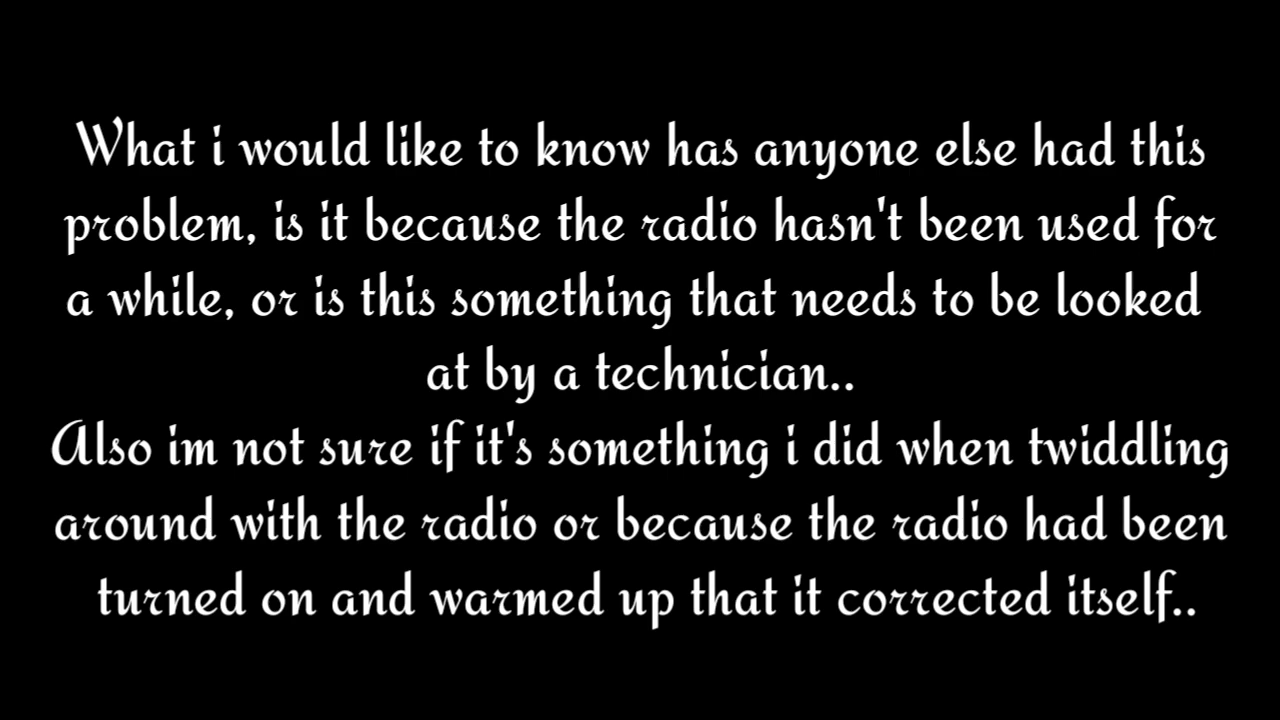 What i would like to know has anyone else had this
problem, is it because the radio hasn't been used for
a while, or is this something that needs to be looked
at by a technician..
Also im not sure if it's something i did when twiddling
around with the radio or because the radio had been
turned on and warmed up that it corrected itself..